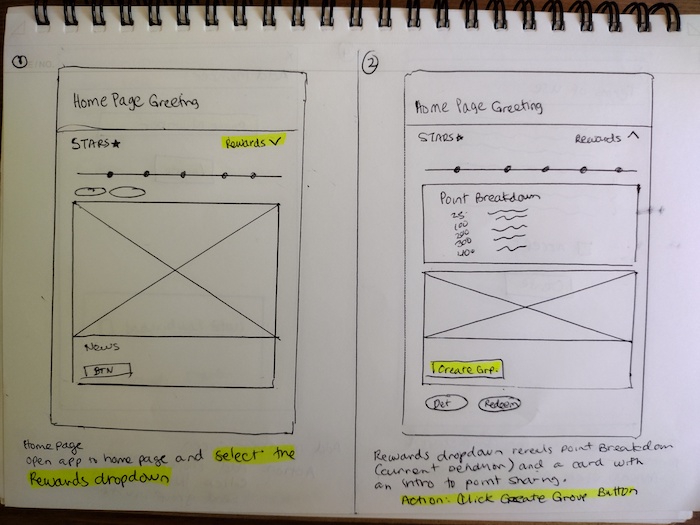 1
Home Page Greeting
STARS★
Rewards ∨
News
BTN
Home page
Open app to home page and Select the
Rewards dropdown
2
Home Page Greeting
STARS★
Rewards ∧
Point Breakdown
25
100
200
300
400
Create Grp.
Det
Redeem
Rewards dropdown reveals point Breakdown
(current behavior) and a card with
an intro to point sharing.
Action: Click Create Group Button